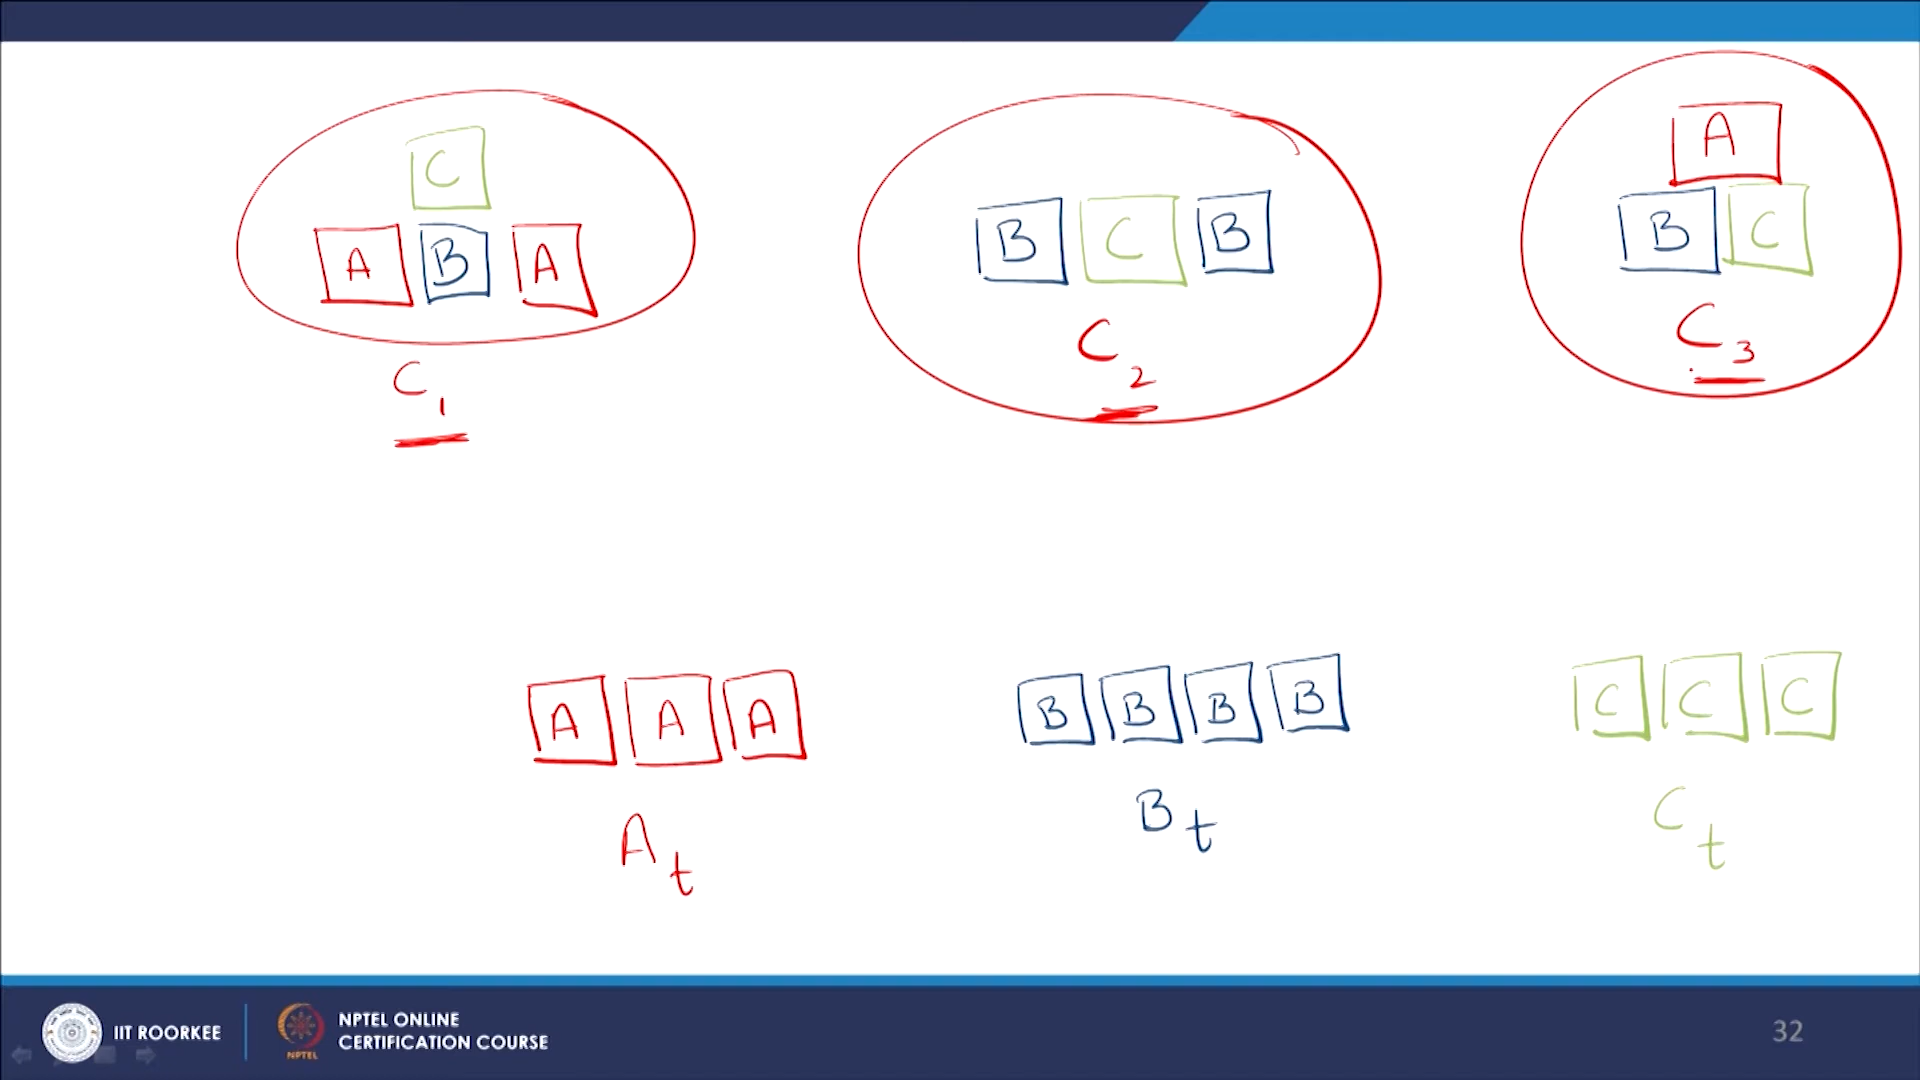 C
A B A
C1
B C B
C2
A
B C
C3
A A A
At
B B B B
Bt
C C C
Ct
IIT ROORKEE
NPTEL
NPTEL ONLINE
CERTIFICATION COURSE
32